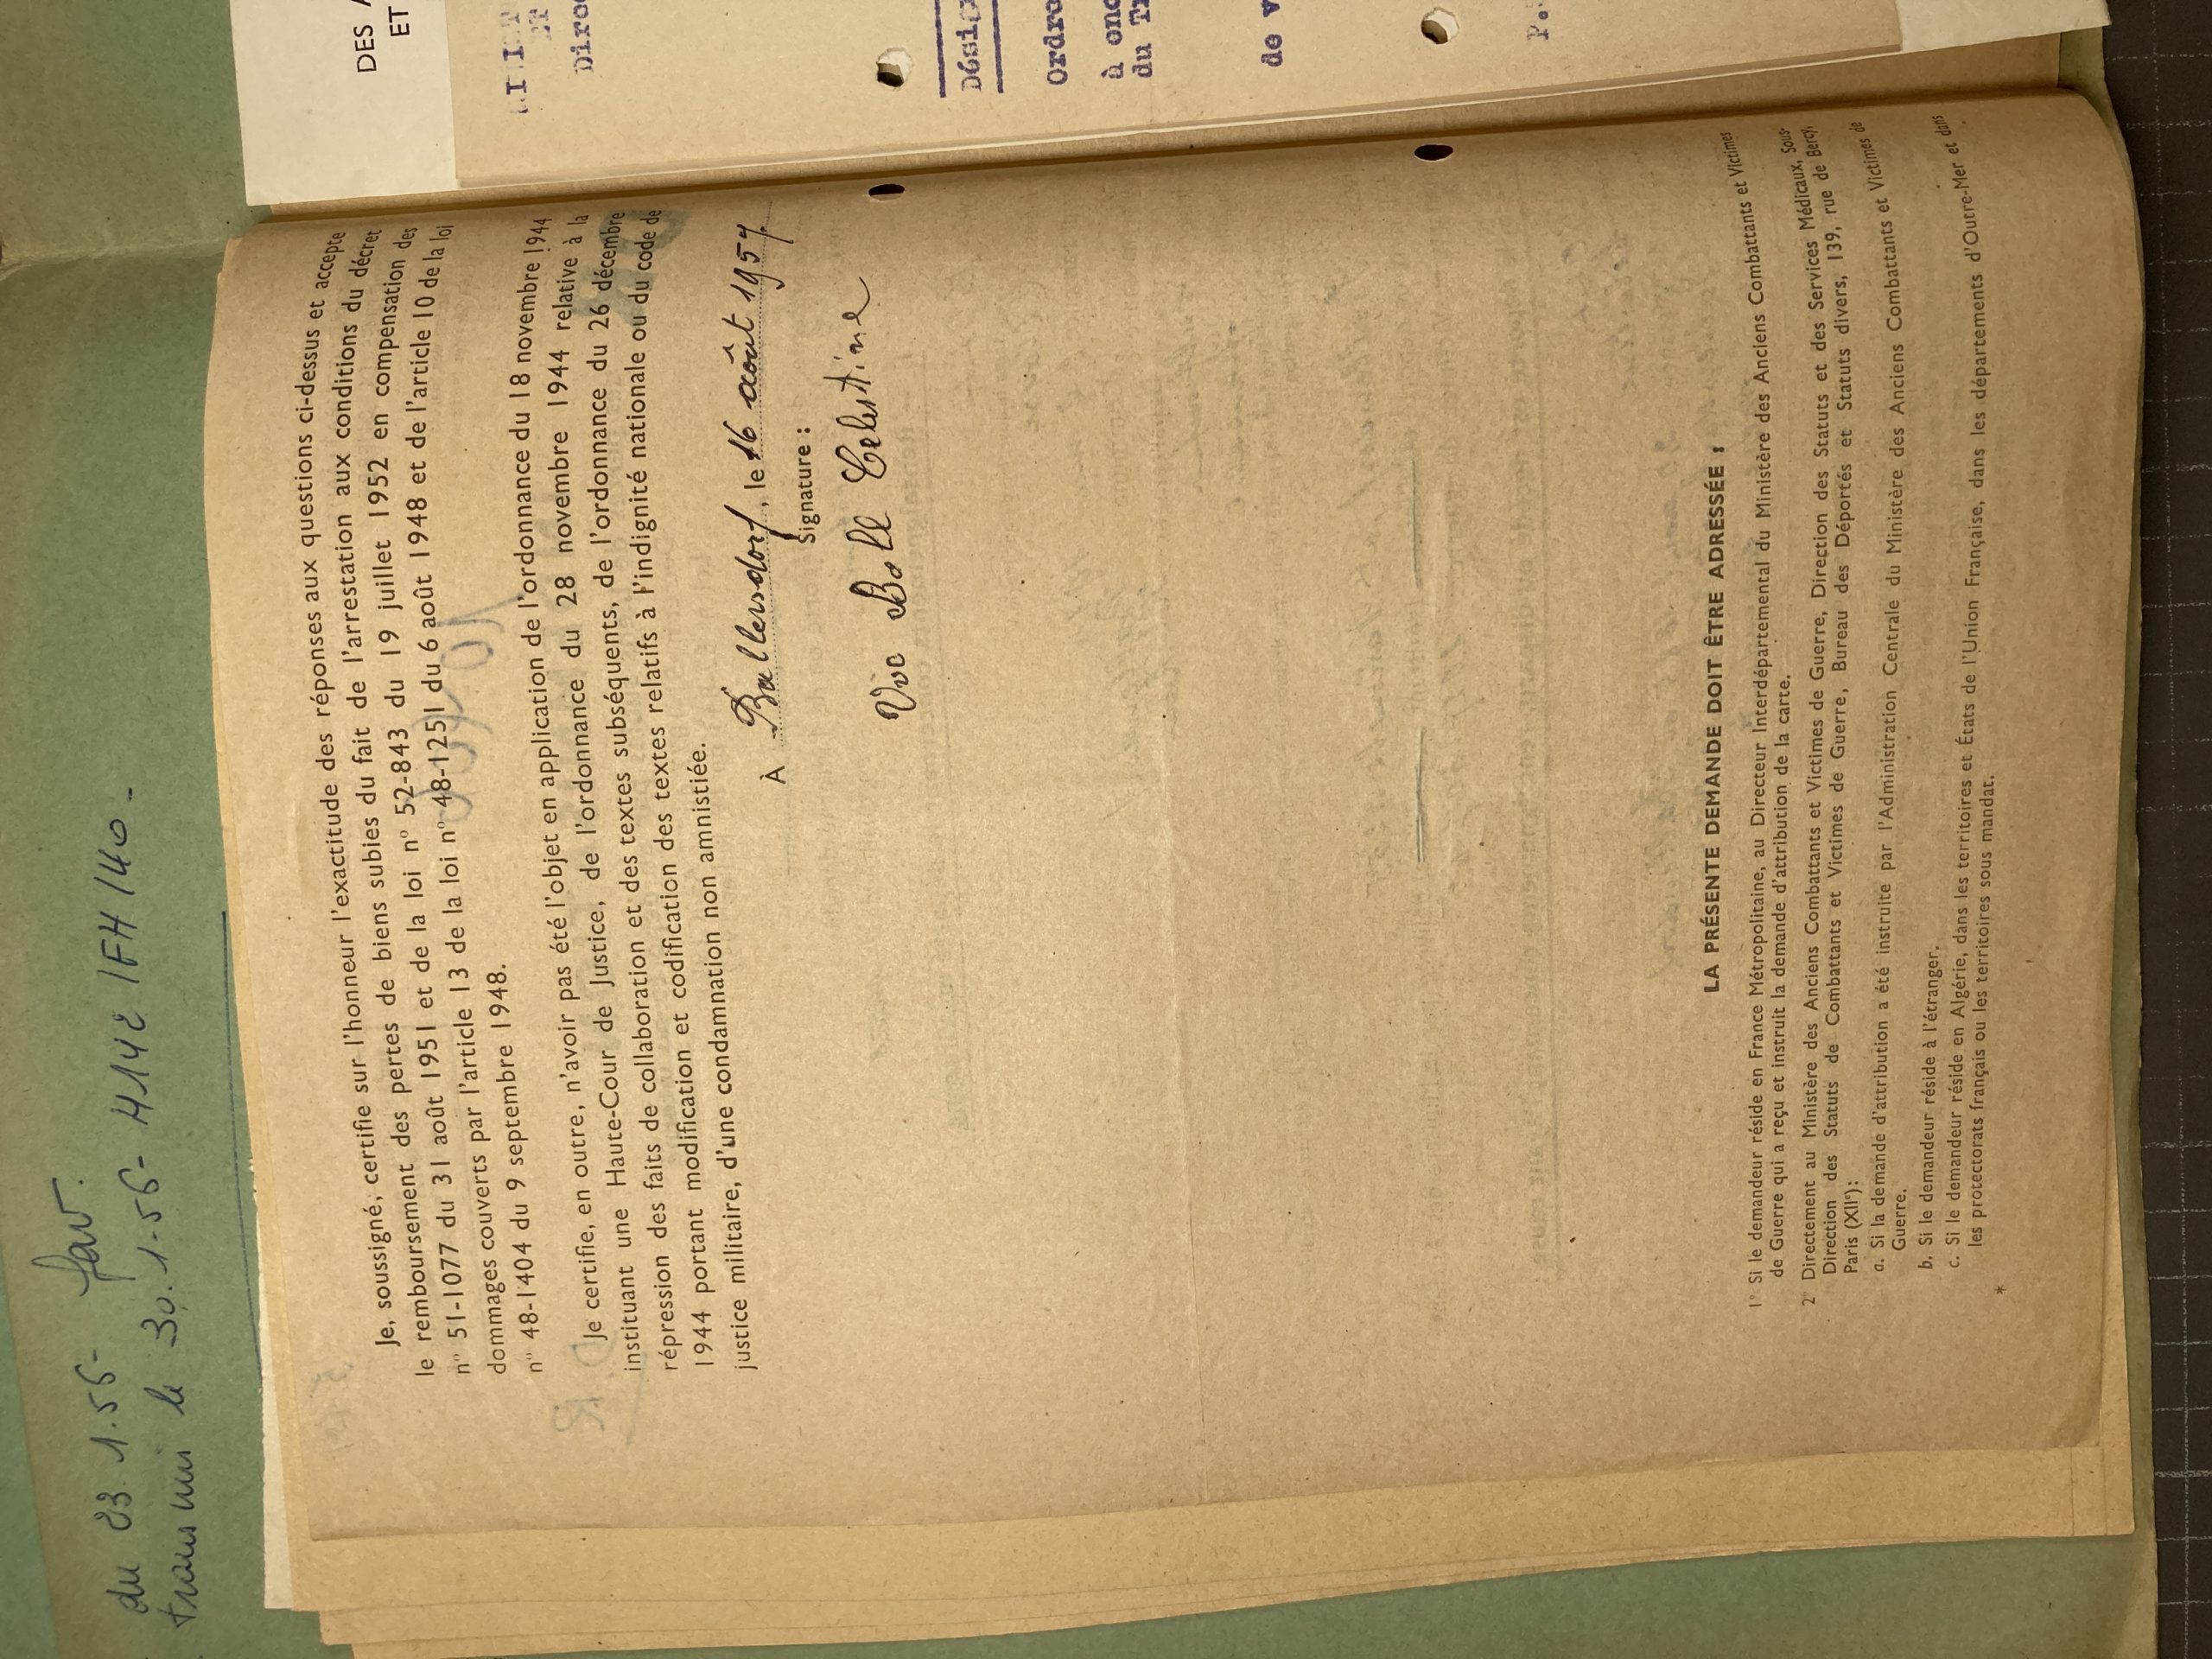 du 23.1.56- fav.
transmis le 30.1-56- H142 IFH/40-
Je, soussigné, certifie sur l'honneur l'exactitude des réponses aux questions ci-dessus et accepte
le remboursement des pertes de biens subies du fait de l'arrestation aux conditions du décret
n° 51-1077 du 31 août 1951 et de la loi n° 52-843 du 19 juillet 1952 en compensation des
dommages couverts par l'article 13 de la loi n° 48-1251 du 6 août 1948 et de l'article 10 de la loi
n° 48-1404 du 9 septembre 1948.
Je certifie, en outre, n'avoir pas été l'objet en application de l'ordonnance du 18 novembre 1944
instituant une Haute-Cour de Justice, de l'ordonnance du 28 novembre 1944 relative à la
répression des faits de collaboration et des textes subséquents, de l'ordonnance du 26 décembre
1944 portant modification et codification des textes relatifs à l'indignité nationale ou du code de
justice militaire, d'une condamnation non amnistiée.
À Ballersdorf, le 16 août 1954
Signature :
Vve Boll Celestine
LA PRÉSENTE DEMANDE DOIT ÊTRE ADRESSÉE :
1° Si le demandeur réside en France Métropolitaine, au Directeur Interdépartemental du Ministère des Anciens Combattants et Victimes
de Guerre qui a reçu et instruit la demande d'attribution de la carte.
2° Directement au Ministère des Anciens Combattants et Victimes de Guerre, Direction des Statuts et des Services Médicaux, Sous-
Direction des Statuts de Combattants et Victimes de Guerre, Bureau des Déportés et Statuts divers, 139, rue de Bercy,
Paris (XIIe):
a. Si la demande d'attribution a été instruite par l'Administration Centrale du Ministère des Anciens Combattants et Victimes de
Guerre.
b. Si le demandeur réside à l'étranger.
c. Si le demandeur réside en Algérie, dans les territoires et États de l'Union Française, dans les départements d'Outre-Mer et dans
les protectorats français ou les territoires sous mandat.
*
DES
ET
Direc
Désig
Ordre
à
du
de
P.